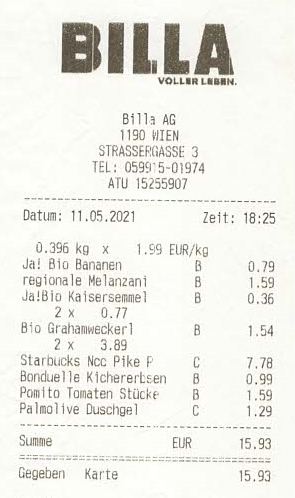 BILLA
VOLLER LEBEN.
Billa AG
1190 WIEN
STRASSERGASSE 3
TEL: 059915-01974
ATU 15255907
Datum: 11.05.2021 Zeit: 18:25
0.396 kg x 1.99 EUR/kg
Ja! Bio Bananen B 0.79
regionale Melanzani B 1.59
Ja!Bio Kaisersemmel B 0.36
2 x 0.77
Bio Grahamweckerl B 1.54
2 x 3.89
Starbucks Ncc Pike P C 7.78
Bonduelle Kichererbsen B 0.99
Pomito Tomaten Stücke B 1.59
Palmolive Duschgel C 1.29
Summe EUR 15.93
Gegeben Karte 15.93